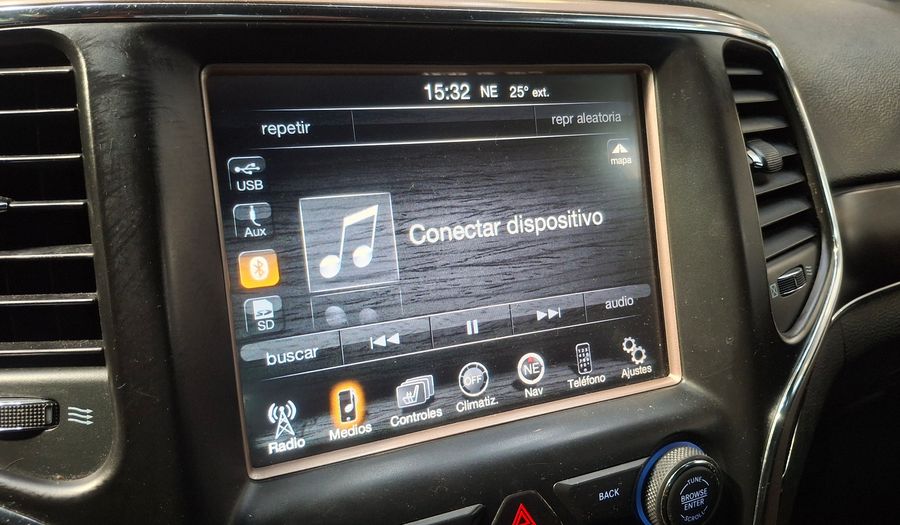 15:32 NE 25° ext.
repetir
repr aleatoria
mapa
USB
Aux
Conectar dispositivo
SD
buscar
audio
Radio
Medios
Controles
OFF
Climatiz.
NE
Nav
Teléfono
Ajustes
BACK
TUNE
BROWSE
ENTER
SCROLL